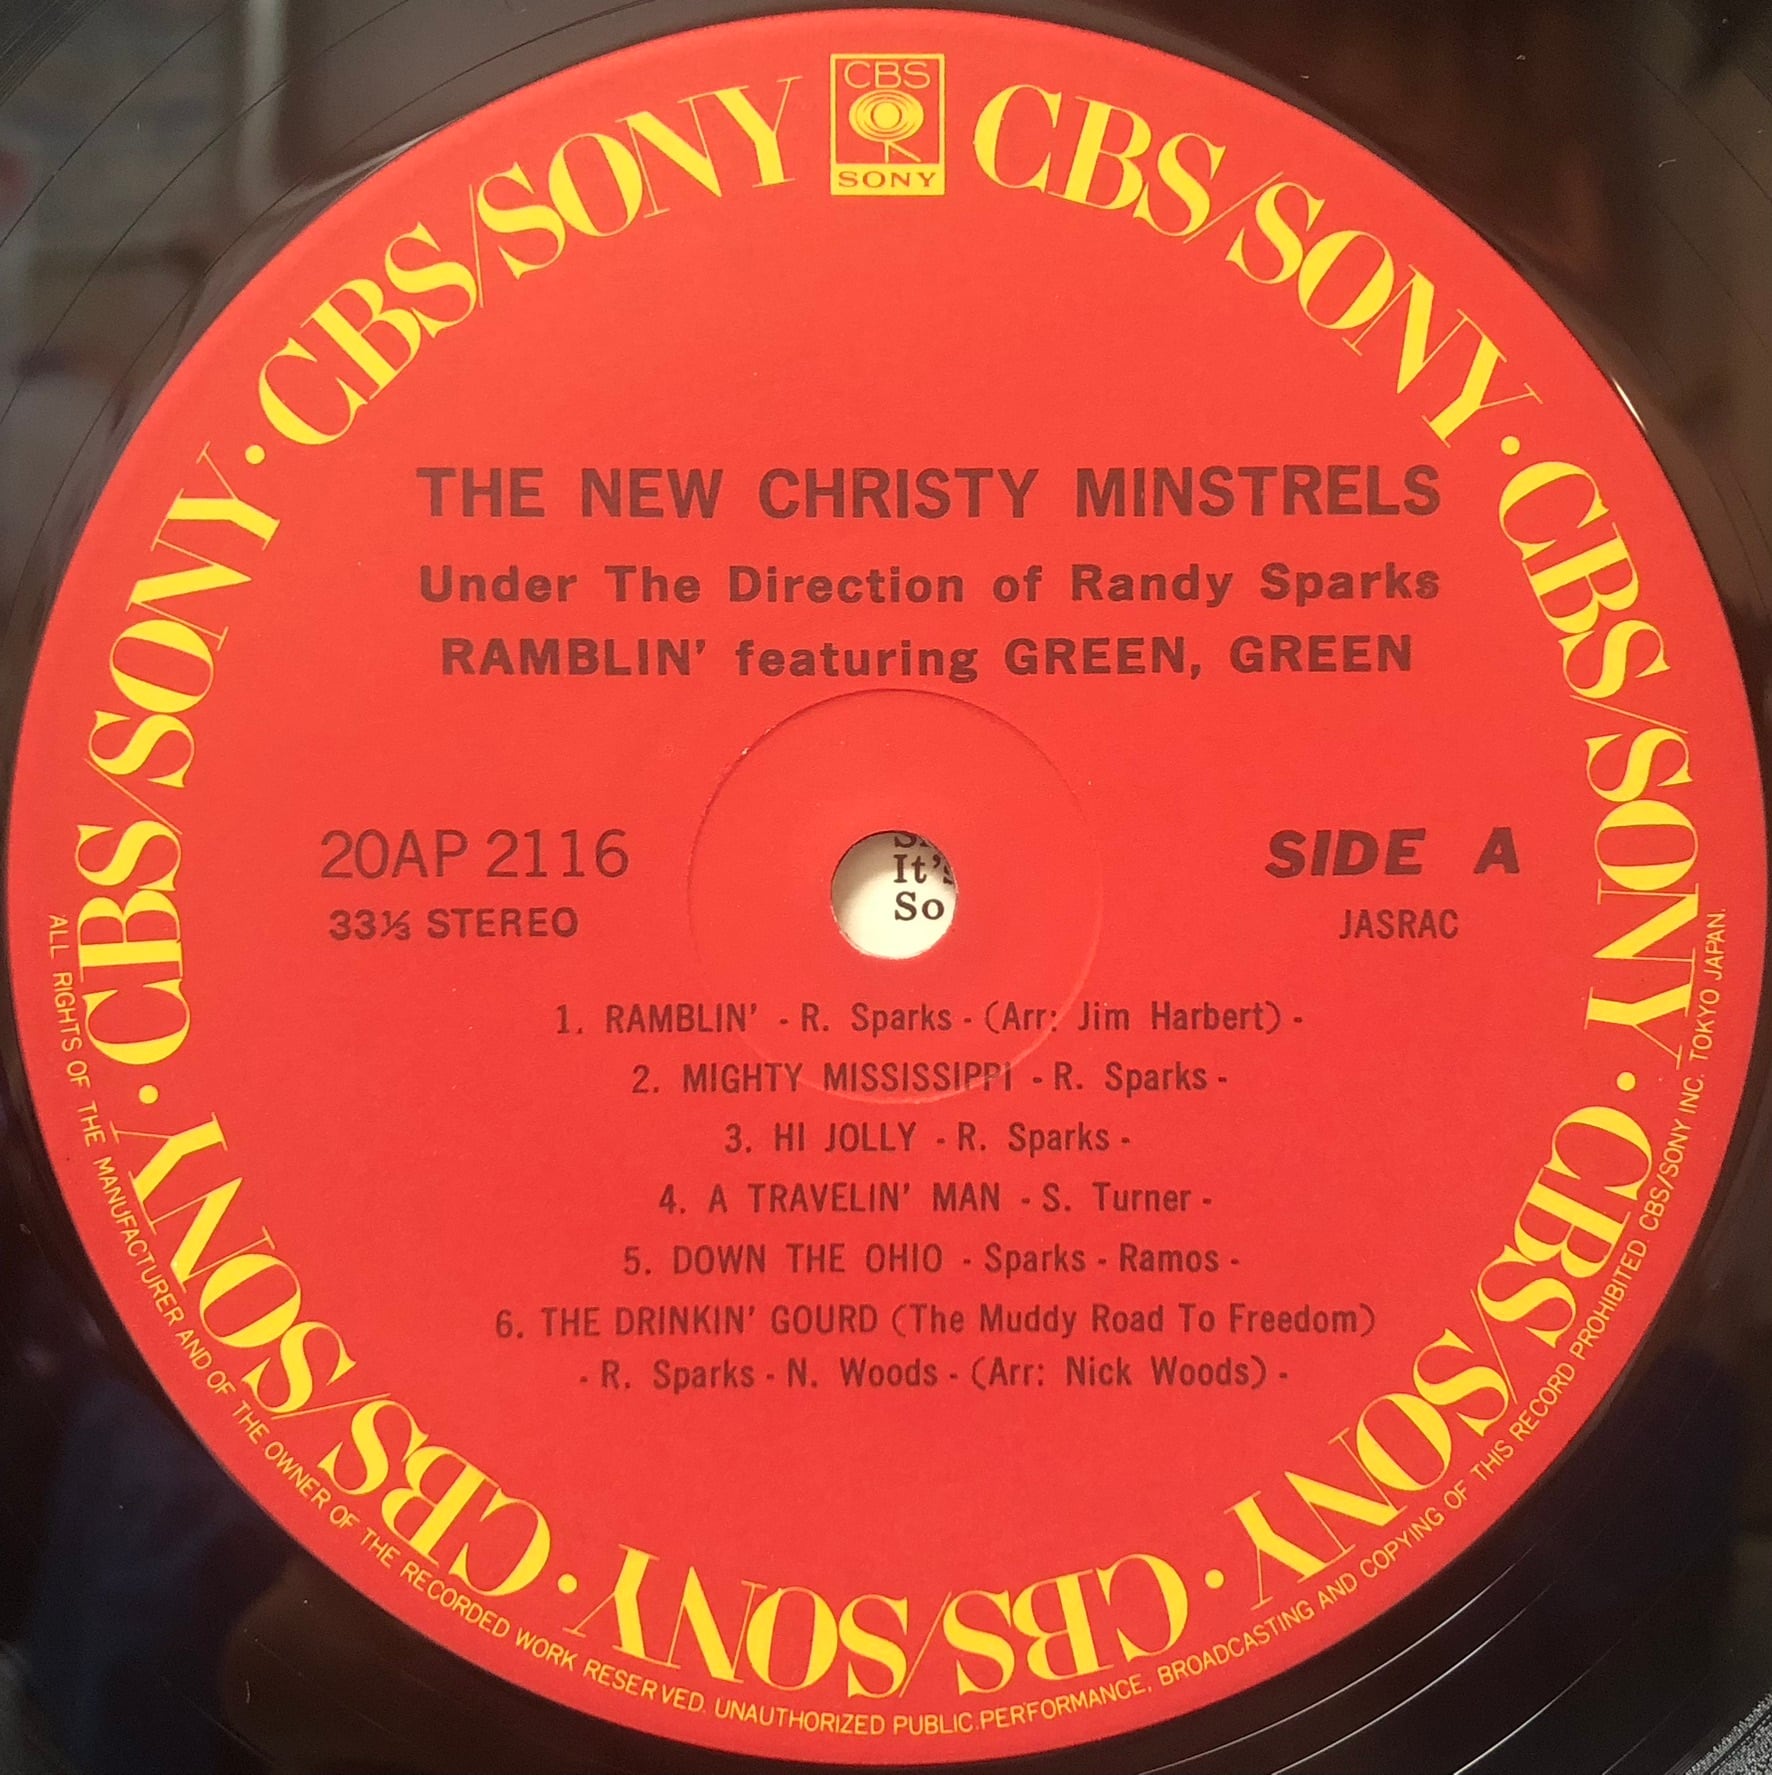 CBS
SONY
CBS/SONY · CBS/SONY · CBS/SONY · CBS/SONY · CBS/SONY · CBS/SONY · CBS/SONY · CBS/SONY
THE NEW CHRISTY MINSTRELS
Under The Direction of Randy Sparks
RAMBLIN' featuring GREEN, GREEN
20AP 2116
33⅓ STEREO
SIDE A
JASRAC
It's
So
1. RAMBLIN' - R. Sparks - (Arr: Jim Harbert) -
2. MIGHTY MISSISSIPPI - R. Sparks -
3. HI JOLLY - R. Sparks -
4. A TRAVELIN' MAN - S. Turner -
5. DOWN THE OHIO - Sparks - Ramos -
6. THE DRINKIN' GOURD (The Muddy Road To Freedom)
- R. Sparks - N. Woods - (Arr: Nick Woods) -
ALL RIGHTS OF THE MANUFACTURER AND OF THE OWNER OF THE RECORDED WORK RESERVED. UNAUTHORIZED PUBLIC PERFORMANCE, BROADCASTING AND COPYING OF THIS RECORD PROHIBITED. CBS/SONY INC. TOKYO JAPAN.